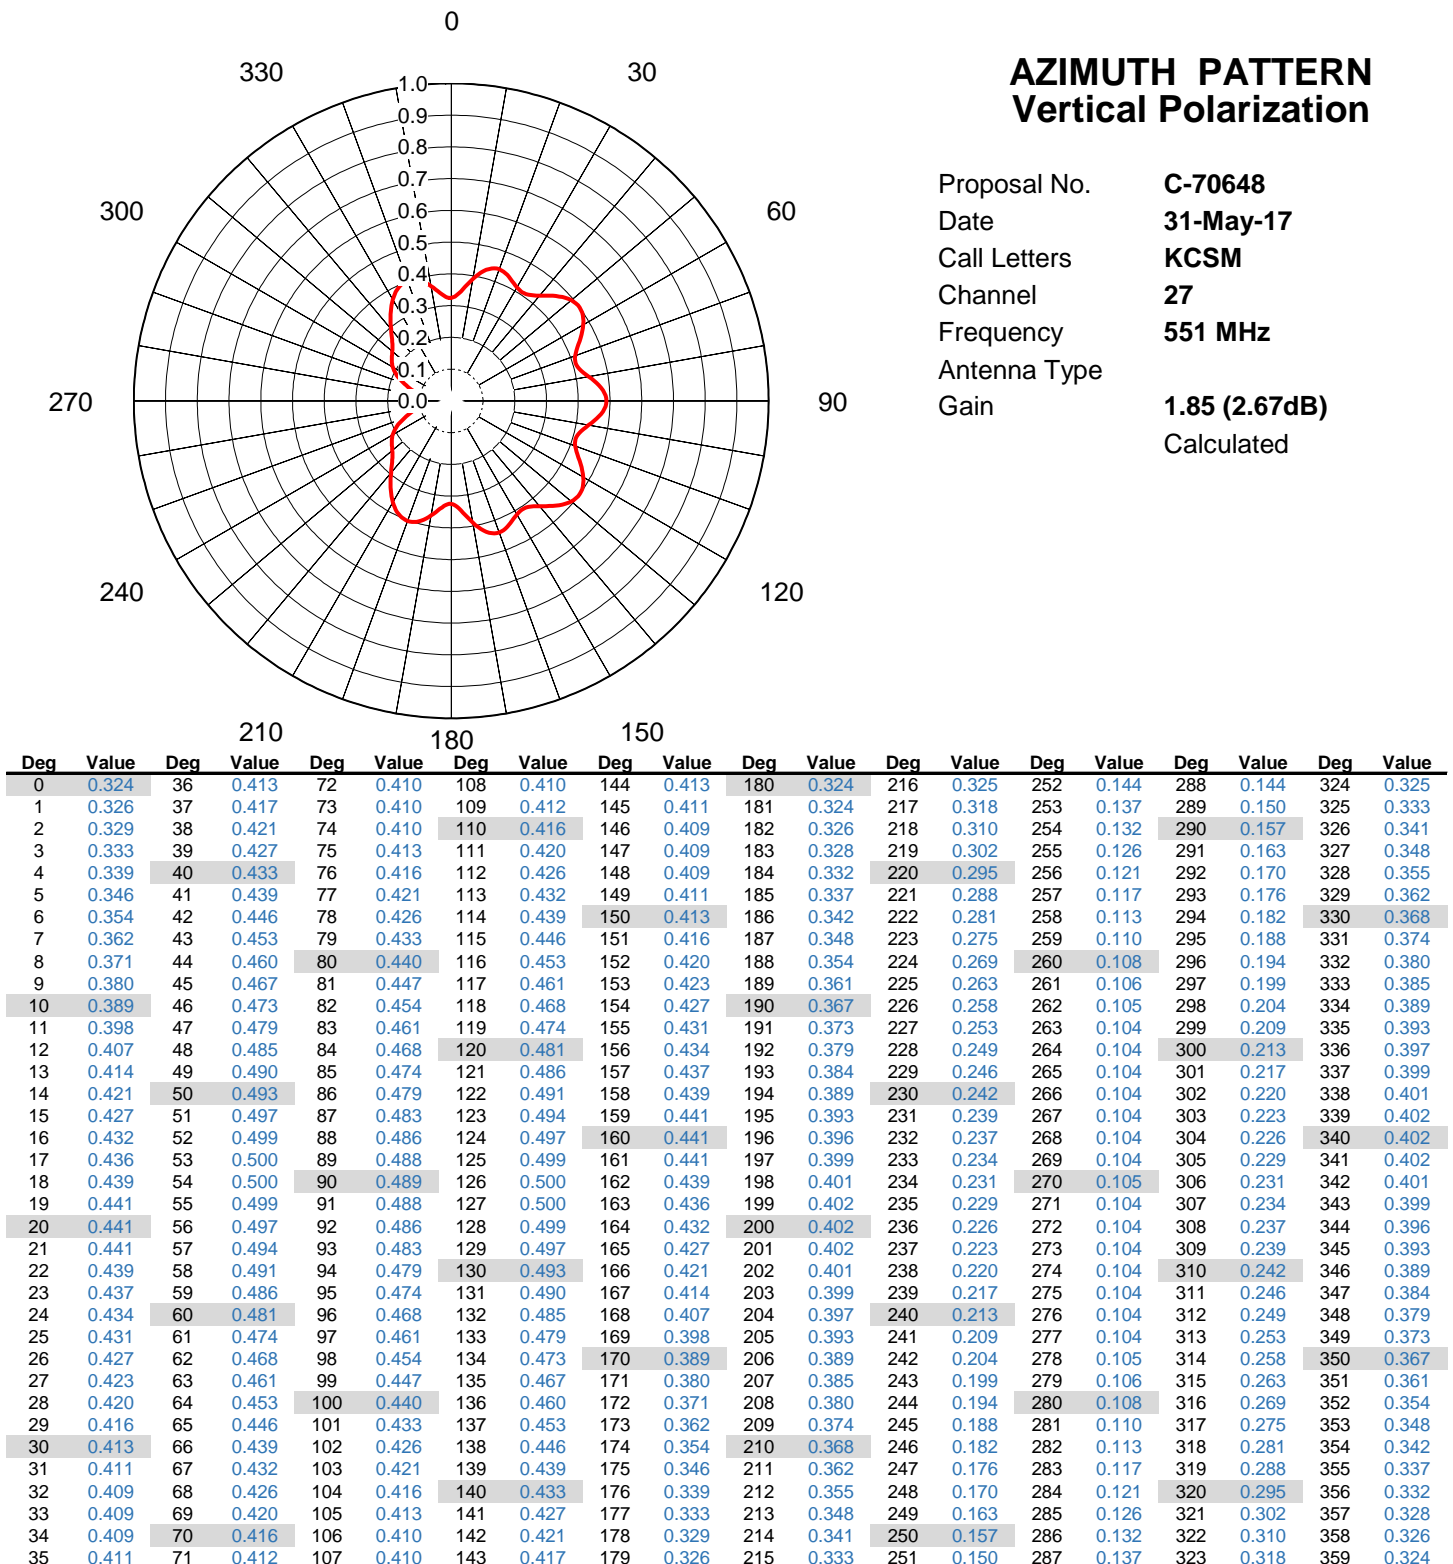 0
330
30
AZIMUTH PATTERN
Vertical Polarization
1.0
0.9
0.8
0.7
0.6
0.5
0.4
0.3
0.2
0.1
0.0
300
60
270
90
240
120
210
180
150
Proposal No. C-70648
Date 31-May-17
Call Letters KCSM
Channel 27
Frequency 551 MHz
Antenna Type
Gain 1.85 (2.67dB)
Calculated
Deg Value Deg Value Deg Value Deg Value Deg Value Deg Value Deg Value Deg Value Deg Value Deg Value
0 0.324 36 0.413 72 0.410 108 0.410 144 0.413 180 0.324 216 0.325 252 0.144 288 0.144 324 0.325
1 0.326 37 0.417 73 0.410 109 0.412 145 0.411 181 0.324 217 0.318 253 0.137 289 0.150 325 0.333
2 0.329 38 0.421 74 0.410 110 0.416 146 0.409 182 0.326 218 0.310 254 0.132 290 0.157 326 0.341
3 0.333 39 0.427 75 0.413 111 0.420 147 0.409 183 0.328 219 0.302 255 0.126 291 0.163 327 0.348
4 0.339 40 0.433 76 0.416 112 0.426 148 0.409 184 0.332 220 0.295 256 0.121 292 0.170 328 0.355
5 0.346 41 0.439 77 0.421 113 0.432 149 0.411 185 0.337 221 0.288 257 0.117 293 0.176 329 0.362
6 0.354 42 0.446 78 0.426 114 0.439 150 0.413 186 0.342 222 0.281 258 0.113 294 0.182 330 0.368
7 0.362 43 0.453 79 0.433 115 0.446 151 0.416 187 0.348 223 0.275 259 0.110 295 0.188 331 0.374
8 0.371 44 0.460 80 0.440 116 0.453 152 0.420 188 0.354 224 0.269 260 0.108 296 0.194 332 0.380
9 0.380 45 0.467 81 0.447 117 0.461 153 0.423 189 0.361 225 0.263 261 0.106 297 0.199 333 0.385
10 0.389 46 0.473 82 0.454 118 0.468 154 0.427 190 0.367 226 0.258 262 0.105 298 0.204 334 0.389
11 0.398 47 0.479 83 0.461 119 0.474 155 0.431 191 0.373 227 0.253 263 0.104 299 0.209 335 0.393
12 0.407 48 0.485 84 0.468 120 0.481 156 0.434 192 0.379 228 0.249 264 0.104 300 0.213 336 0.397
13 0.414 49 0.490 85 0.474 121 0.486 157 0.437 193 0.384 229 0.246 265 0.104 301 0.217 337 0.399
14 0.421 50 0.493 86 0.479 122 0.491 158 0.439 194 0.389 230 0.242 266 0.104 302 0.220 338 0.401
15 0.427 51 0.497 87 0.483 123 0.494 159 0.441 195 0.393 231 0.239 267 0.104 303 0.223 339 0.402
16 0.432 52 0.499 88 0.486 124 0.497 160 0.441 196 0.396 232 0.237 268 0.104 304 0.226 340 0.402
17 0.436 53 0.500 89 0.488 125 0.499 161 0.441 197 0.399 233 0.234 269 0.104 305 0.229 341 0.402
18 0.439 54 0.500 90 0.489 126 0.500 162 0.439 198 0.401 234 0.231 270 0.105 306 0.231 342 0.401
19 0.441 55 0.499 91 0.488 127 0.500 163 0.436 199 0.402 235 0.229 271 0.104 307 0.234 343 0.399
20 0.441 56 0.497 92 0.486 128 0.499 164 0.432 200 0.402 236 0.226 272 0.104 308 0.237 344 0.396
21 0.441 57 0.494 93 0.483 129 0.497 165 0.427 201 0.402 237 0.223 273 0.104 309 0.239 345 0.393
22 0.439 58 0.491 94 0.479 130 0.493 166 0.421 202 0.401 238 0.220 274 0.104 310 0.242 346 0.389
23 0.437 59 0.486 95 0.474 131 0.490 167 0.414 203 0.399 239 0.217 275 0.104 311 0.246 347 0.384
24 0.434 60 0.481 96 0.468 132 0.485 168 0.407 204 0.397 240 0.213 276 0.104 312 0.249 348 0.379
25 0.431 61 0.474 97 0.461 133 0.479 169 0.398 205 0.393 241 0.209 277 0.104 313 0.253 349 0.373
26 0.427 62 0.468 98 0.454 134 0.473 170 0.389 206 0.389 242 0.204 278 0.105 314 0.258 350 0.367
27 0.423 63 0.461 99 0.447 135 0.467 171 0.380 207 0.385 243 0.199 279 0.106 315 0.263 351 0.361
28 0.420 64 0.453 100 0.440 136 0.460 172 0.371 208 0.380 244 0.194 280 0.108 316 0.269 352 0.354
29 0.416 65 0.446 101 0.433 137 0.453 173 0.362 209 0.374 245 0.188 281 0.110 317 0.275 353 0.348
30 0.413 66 0.439 102 0.426 138 0.446 174 0.354 210 0.368 246 0.182 282 0.113 318 0.281 354 0.342
31 0.411 67 0.432 103 0.421 139 0.439 175 0.346 211 0.362 247 0.176 283 0.117 319 0.288 355 0.337
32 0.409 68 0.426 104 0.416 140 0.433 176 0.339 212 0.355 248 0.170 284 0.121 320 0.295 356 0.332
33 0.409 69 0.420 105 0.413 141 0.427 177 0.333 213 0.348 249 0.163 285 0.126 321 0.302 357 0.328
34 0.409 70 0.416 106 0.410 142 0.421 178 0.329 214 0.341 250 0.157 286 0.132 322 0.310 358 0.326
35 0.411 71 0.412 107 0.410 143 0.417 179 0.326 215 0.333 251 0.150 287 0.137 323 0.318 359 0.324